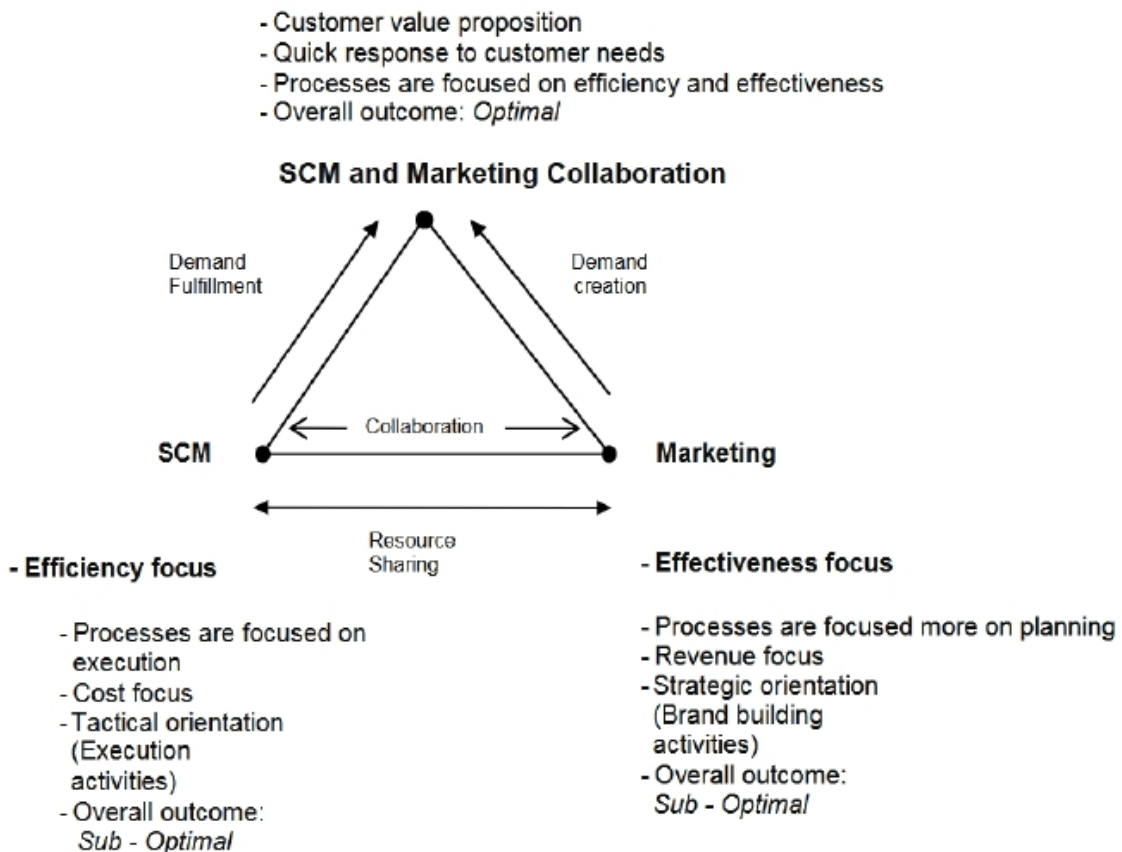 - Customer value proposition
- Quick response to customer needs
- Processes are focused on efficiency and effectiveness
- Overall outcome: Optimal
SCM and Marketing Collaboration
Demand
Fulfillment
Demand
creation
Collaboration
SCM
Marketing
Resource
Sharing
- Efficiency focus
- Processes are focused on
execution
- Cost focus
- Tactical orientation
(Execution
activities)
- Overall outcome:
Sub - Optimal
- Effectiveness focus
- Processes are focused more on planning
- Revenue focus
- Strategic orientation
(Brand building
activities)
- Overall outcome:
Sub - Optimal